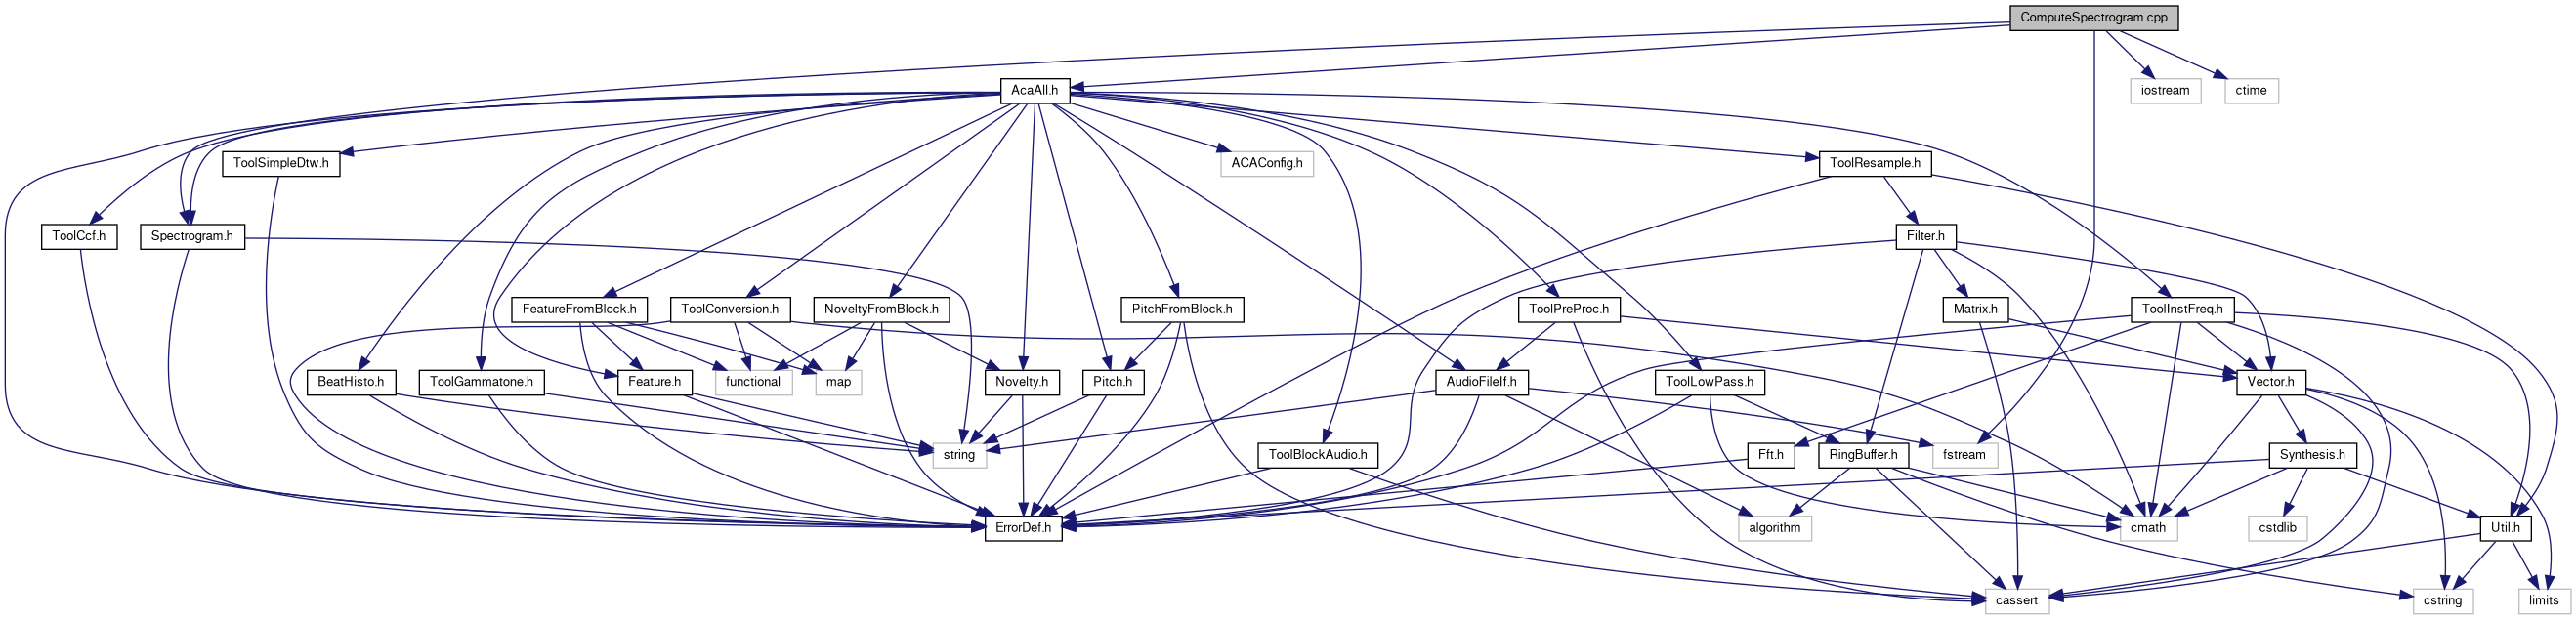 ComputeSpectrogram.cpp
AcaAll.h
iostream
ctime
ToolSimpleDtw.h
ACAConfig.h
ToolResample.h
ToolCcf.h
Spectrogram.h
Filter.h
FeatureFromBlock.h
ToolConversion.h
NoveltyFromBlock.h
PitchFromBlock.h
ToolPreProc.h
Matrix.h
ToolInstFreq.h
BeatHisto.h
ToolGammatone.h
Feature.h
functional
map
Novelty.h
Pitch.h
AudioFileIf.h
ToolLowPass.h
Vector.h
string
ToolBlockAudio.h
Fft.h
RingBuffer.h
fstream
Synthesis.h
ErrorDef.h
algorithm
cmath
cstdlib
Util.h
cassert
cstring
limits